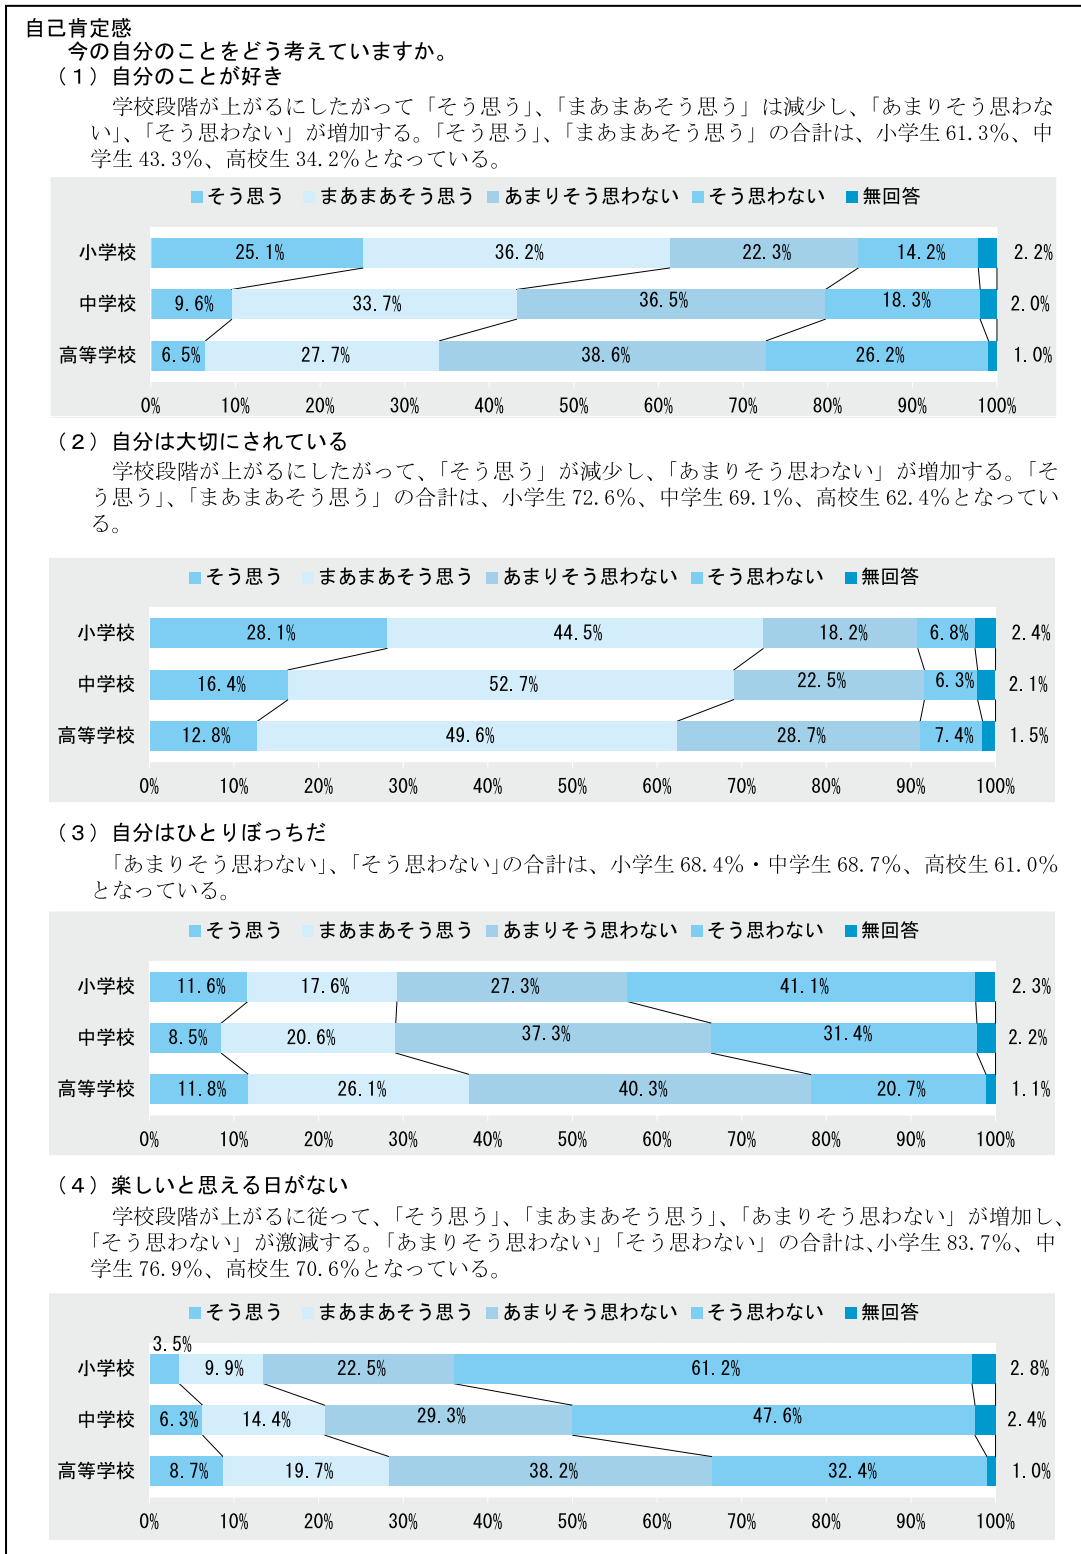 自己肯定感
今の自分のことをどう考えていますか。
（１）自分のことが好き
学校段階が上がるにしたがって「そう思う」、「まあまあそう思う」は減少し、「あまりそう思わな
い」、「そう思わない」が増加する。「そう思う」、「まあまあそう思う」の合計は、小学生 61.3％、中
学生 43.3％、高校生 34.2％となっている。
■そう思う ■まあまあそう思う ■あまりそう思わない ■そう思わない ■無回答
小学校 25.1% 36.2% 22.3% 14.2% 2.2%
中学校 9.6% 33.7% 36.5% 18.3% 2.0%
高等学校 6.5% 27.7% 38.6% 26.2% 1.0%
0% 10% 20% 30% 40% 50% 60% 70% 80% 90% 100%
（２）自分は大切にされている
学校段階が上がるにしたがって、「そう思う」が減少し、「あまりそう思わない」が増加する。「そ
う思う」、「まあまあそう思う」の合計は、小学生 72.6％、中学生 69.1％、高校生 62.4％となってい
る。
■そう思う ■まあまあそう思う ■あまりそう思わない ■そう思わない ■無回答
小学校 28.1% 44.5% 18.2% 6.8% 2.4%
中学校 16.4% 52.7% 22.5% 6.3% 2.1%
高等学校 12.8% 49.6% 28.7% 7.4% 1.5%
0% 10% 20% 30% 40% 50% 60% 70% 80% 90% 100%
（３）自分はひとりぼっちだ
「あまりそう思わない」、「そう思わない」の合計は、小学生 68.4％・中学生 68.7％、高校生 61.0％
となっている。
■そう思う ■まあまあそう思う ■あまりそう思わない ■そう思わない ■無回答
小学校 11.6% 17.6% 27.3% 41.1% 2.3%
中学校 8.5% 20.6% 37.3% 31.4% 2.2%
高等学校 11.8% 26.1% 40.3% 20.7% 1.1%
0% 10% 20% 30% 40% 50% 60% 70% 80% 90% 100%
（４）楽しいと思える日がない
学校段階が上がるに従って、「そう思う」、「まあまあそう思う」、「あまりそう思わない」が増加し、
「そう思わない」が激減する。「あまりそう思わない」「そう思わない」の合計は、小学生 83.7％、中
学生 76.9％、高校生 70.6％となっている。
■そう思う ■まあまあそう思う ■あまりそう思わない ■そう思わない ■無回答
小学校 3.5% 9.9% 22.5% 61.2% 2.8%
中学校 6.3% 14.4% 29.3% 47.6% 2.4%
高等学校 8.7% 19.7% 38.2% 32.4% 1.0%
0% 10% 20% 30% 40% 50% 60% 70% 80% 90% 100%